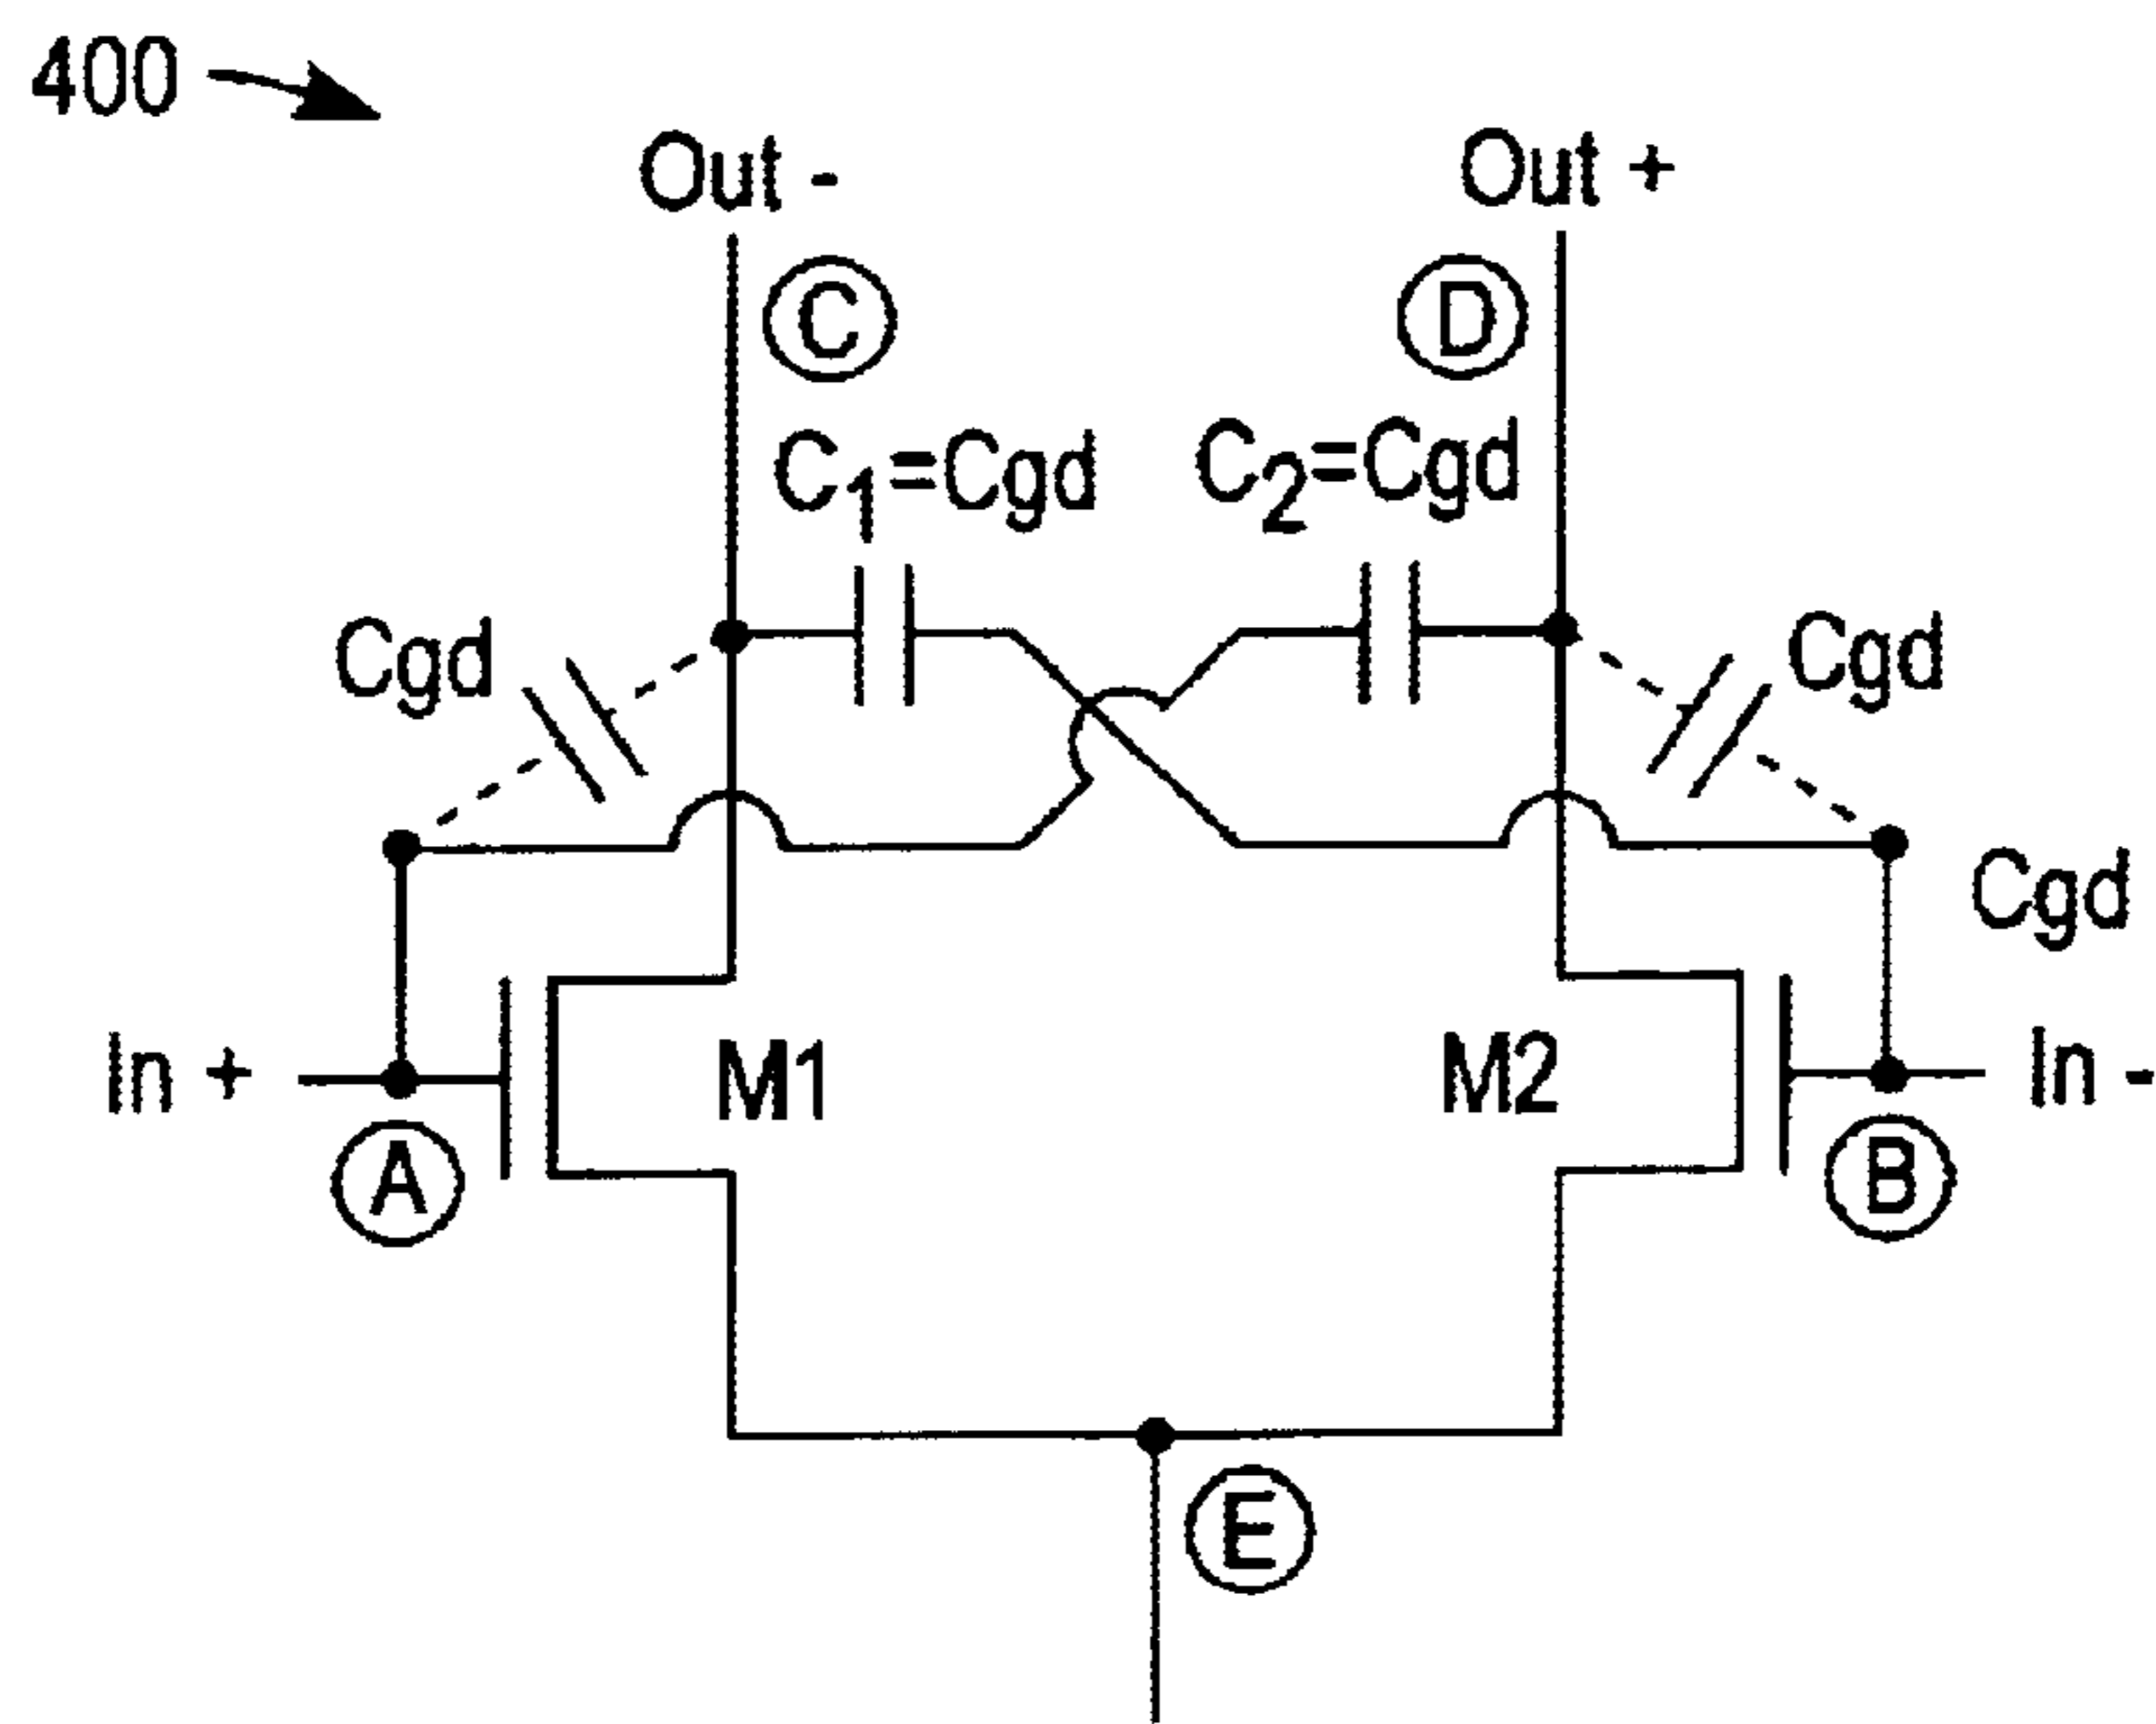 400
Out - Out +
C D
C1=Cgd C2=Cgd
Cgd Cgd
Cgd
In + M1 M2 In -
A B
E